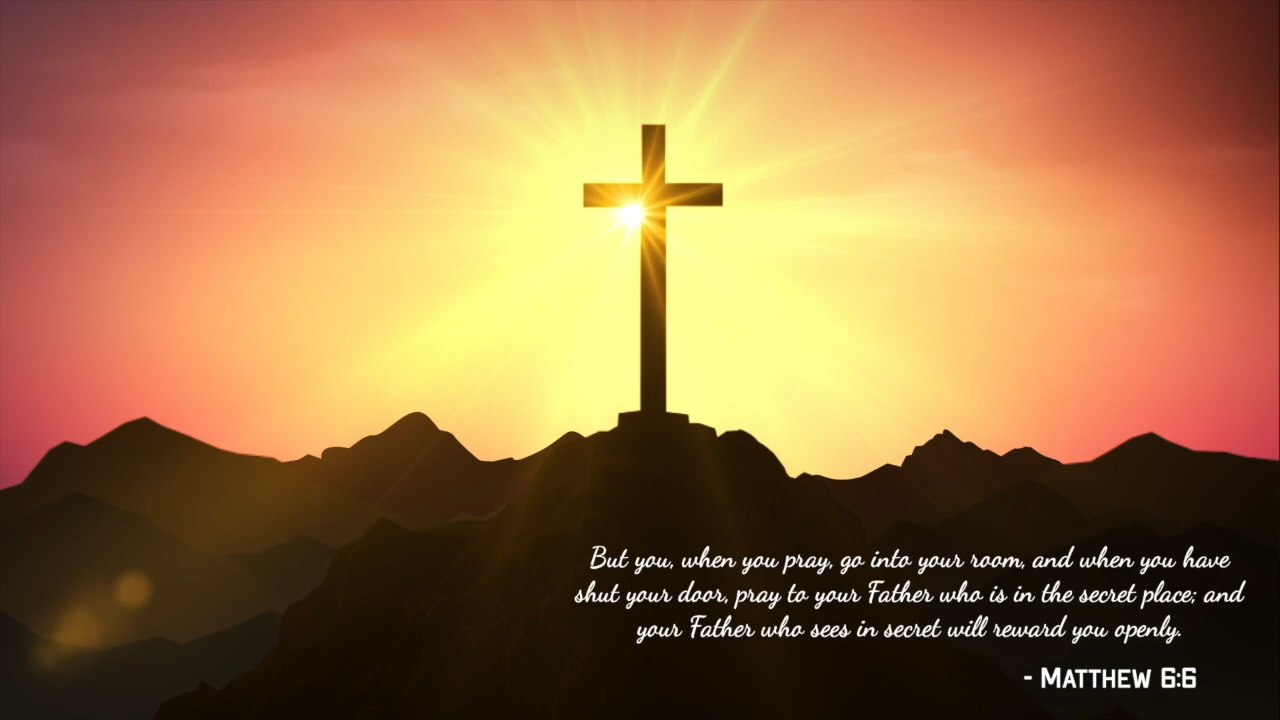 But you, when you pray, go into your room, and when you have
shut your door, pray to your Father who is in the secret place; and
your Father who sees in secret will reward you openly.
- Matthew 6:6